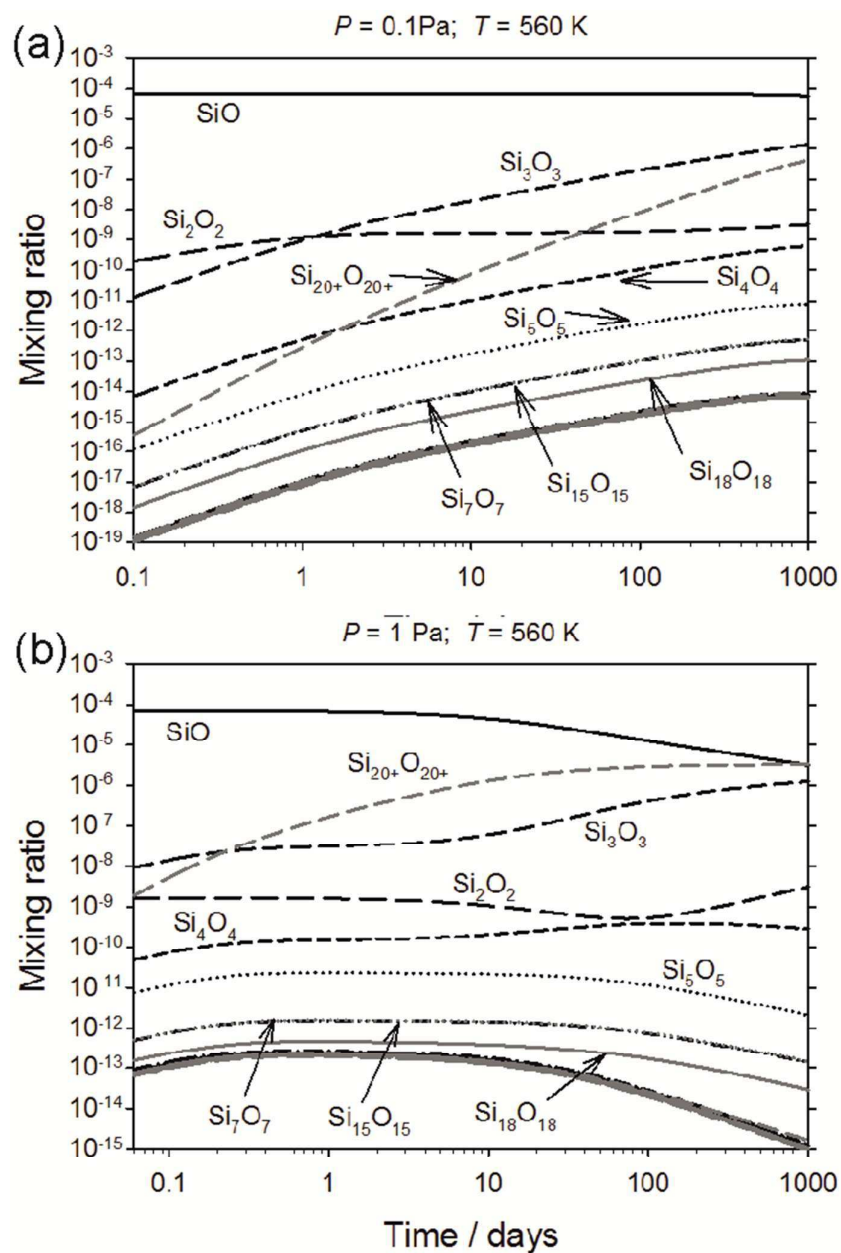 (a)
P = 0.1Pa; T = 560 K
10⁻³
10⁻⁴
10⁻⁵
10⁻⁶
10⁻⁷
10⁻⁸
10⁻⁹
10⁻¹⁰
10⁻¹¹
10⁻¹²
10⁻¹³
10⁻¹⁴
10⁻¹⁵
10⁻¹⁶
10⁻¹⁷
10⁻¹⁸
10⁻¹⁹
Mixing ratio
SiO
Si₃O₃
Si₂O₂
Si₂₀₊O₂₀₊
Si₄O₄
Si₅O₅
Si₇O₇
Si₁₅O₁₅
Si₁₈O₁₈
0.1 1 10 100 1000
(b)
P = 1 Pa; T = 560 K
10⁻³
10⁻⁴
10⁻⁵
10⁻⁶
10⁻⁷
10⁻⁸
10⁻⁹
10⁻¹⁰
10⁻¹¹
10⁻¹²
10⁻¹³
10⁻¹⁴
10⁻¹⁵
Mixing ratio
SiO
Si₂₀₊O₂₀₊
Si₃O₃
Si₂O₂
Si₄O₄
Si₅O₅
Si₇O₇
Si₁₅O₁₅
Si₁₈O₁₈
0.1 1 10 100 1000
Time / days